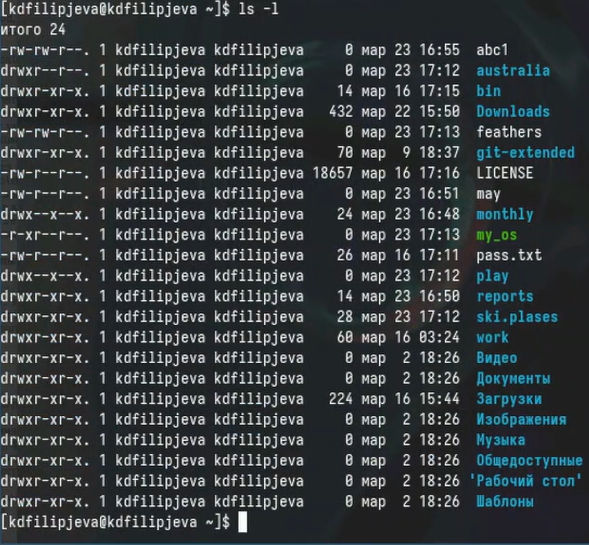 [kdfilipjeva@kdfilipjeva ~]$ ls -l
итого 24
-rw-rw-r--. 1 kdfilipjeva kdfilipjeva     0 мар 23 16:55  abc1
drwxr--r--. 1 kdfilipjeva kdfilipjeva     0 мар 23 17:12  australia
drwxr-xr-x. 1 kdfilipjeva kdfilipjeva    14 мар 16 17:15  bin
drwxr-xr-x. 1 kdfilipjeva kdfilipjeva   432 мар 22 15:50  Downloads
-rw-rw-r--. 1 kdfilipjeva kdfilipjeva     0 мар 23 17:13  feathers
drwxr-xr-x. 1 kdfilipjeva kdfilipjeva    70 мар  9 18:37  git-extended
-rw-r--r--. 1 kdfilipjeva kdfilipjeva 18657 мар 16 17:16  LICENSE
-rw-r--r--. 1 kdfilipjeva kdfilipjeva     0 мар 23 16:51  may
drwx--x--x. 1 kdfilipjeva kdfilipjeva    24 мар 23 16:48  monthly
-r-xr--r--. 1 kdfilipjeva kdfilipjeva     0 мар 23 17:13  my_os
-rw-r--r--. 1 kdfilipjeva kdfilipjeva    26 мар 16 17:11  pass.txt
drwx--x--x. 1 kdfilipjeva kdfilipjeva     0 мар 23 17:12  play
drwxr-xr-x. 1 kdfilipjeva kdfilipjeva    14 мар 23 16:50  reports
drwxr-xr-x. 1 kdfilipjeva kdfilipjeva    28 мар 23 17:12  ski.plases
drwxr-xr-x. 1 kdfilipjeva kdfilipjeva    60 мар 16 03:24  work
drwxr-xr-x. 1 kdfilipjeva kdfilipjeva     0 мар  2 18:26  Видео
drwxr-xr-x. 1 kdfilipjeva kdfilipjeva     0 мар  2 18:26  Документы
drwxr-xr-x. 1 kdfilipjeva kdfilipjeva   224 мар 16 15:44  Загрузки
drwxr-xr-x. 1 kdfilipjeva kdfilipjeva     0 мар  2 18:26  Изображения
drwxr-xr-x. 1 kdfilipjeva kdfilipjeva     0 мар  2 18:26  Музыка
drwxr-xr-x. 1 kdfilipjeva kdfilipjeva     0 мар  2 18:26  Общедоступные
drwxr-xr-x. 1 kdfilipjeva kdfilipjeva     0 мар  2 18:26 'Рабочий стол'
drwxr-xr-x. 1 kdfilipjeva kdfilipjeva     0 мар  2 18:26  Шаблоны
[kdfilipjeva@kdfilipjeva ~]$